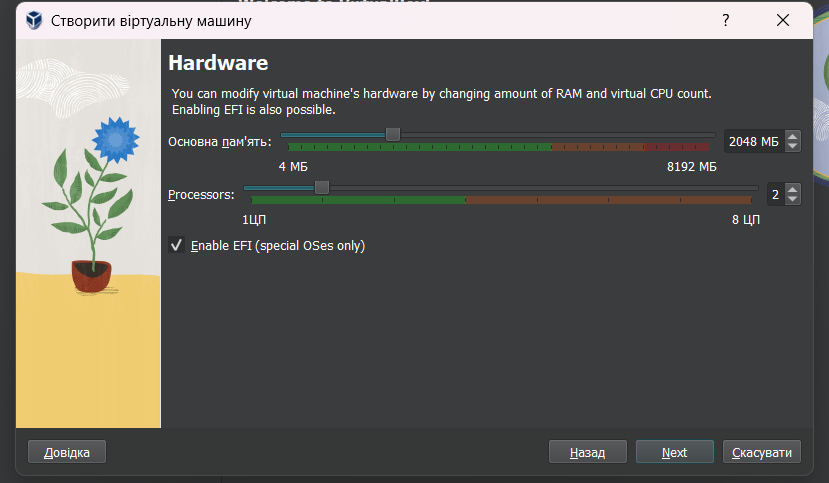 Створити віртуальну машину
?
Hardware
You can modify virtual machine's hardware by changing amount of RAM and virtual CPU count.
Enabling EFI is also possible.
Основна пам'ять:
2048 МБ
4 МБ
8192 МБ
Processors:
2
1ЦП
8 ЦП
Enable EFI (special OSes only)
Довідка
Назад
Next
Скасувати